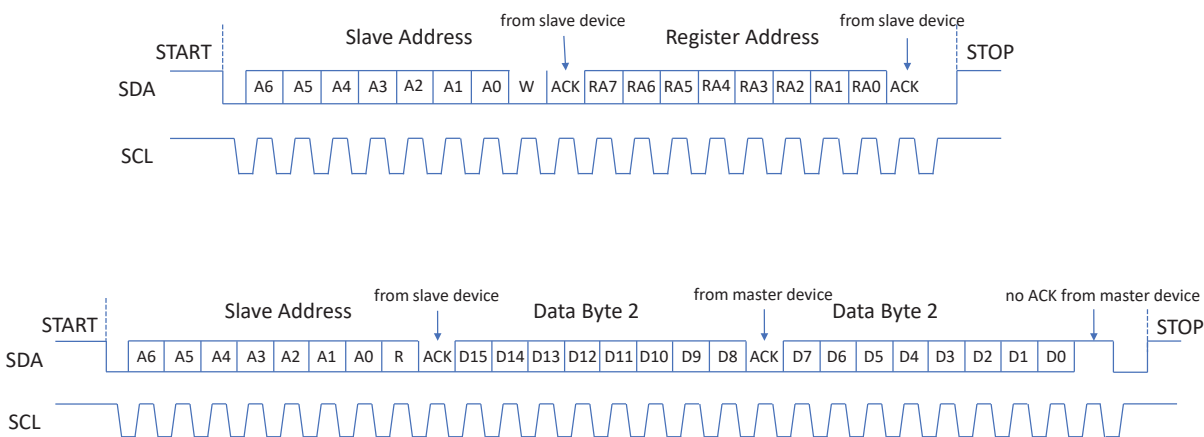 from slave device from slave device
START Slave Address Register Address STOP
SDA A6 A5 A4 A3 A2 A1 A0 W ACK RA7 RA6 RA5 RA4 RA3 RA2 RA1 RA0 ACK
SCL
from slave device from master device no ACK from master device
START Slave Address Data Byte 2 Data Byte 2 STOP
SDA A6 A5 A4 A3 A2 A1 A0 R ACK D15 D14 D13 D12 D11 D10 D9 D8 ACK D7 D6 D5 D4 D3 D2 D1 D0
SCL